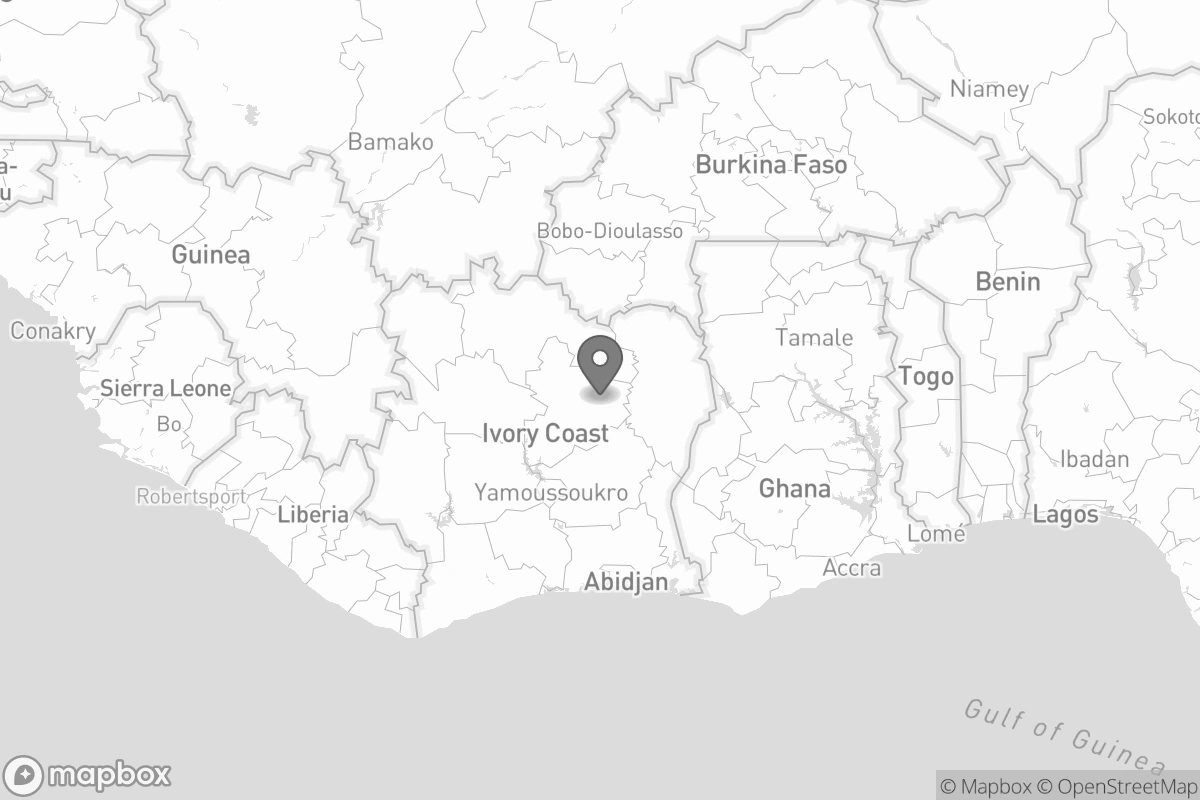 Niamey
Sokoto
Bamako
Burkina Faso
a-
u
Bobo-Dioulasso
Guinea
Benin
Conakry
Tamale
Togo
Sierra Leone
Bo
Ivory Coast
Ibadan
Yamoussoukro
Ghana
Robertsport
Liberia
Lagos
Lomé
Accra
Abidjan
Gulf of Guinea
mapbox
© Mapbox © OpenStreetMap